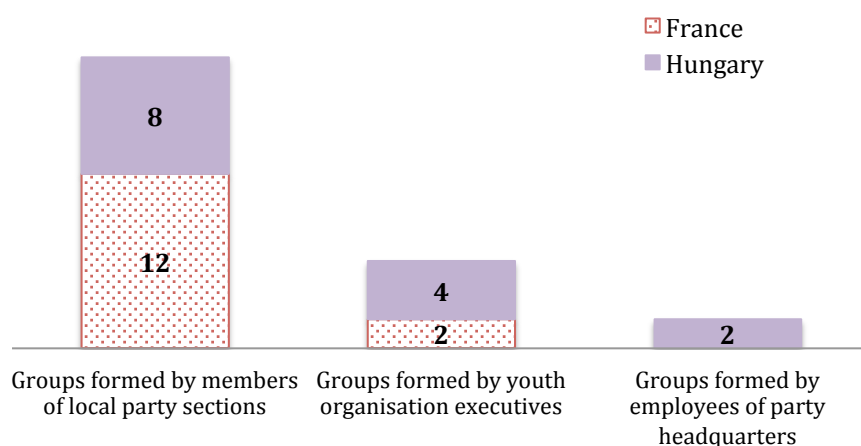 France
Hungary
8
12
4
2
2
Groups formed by members
of local party sections
Groups formed by youth
organisation executives
Groups formed by
employees of party
headquarters